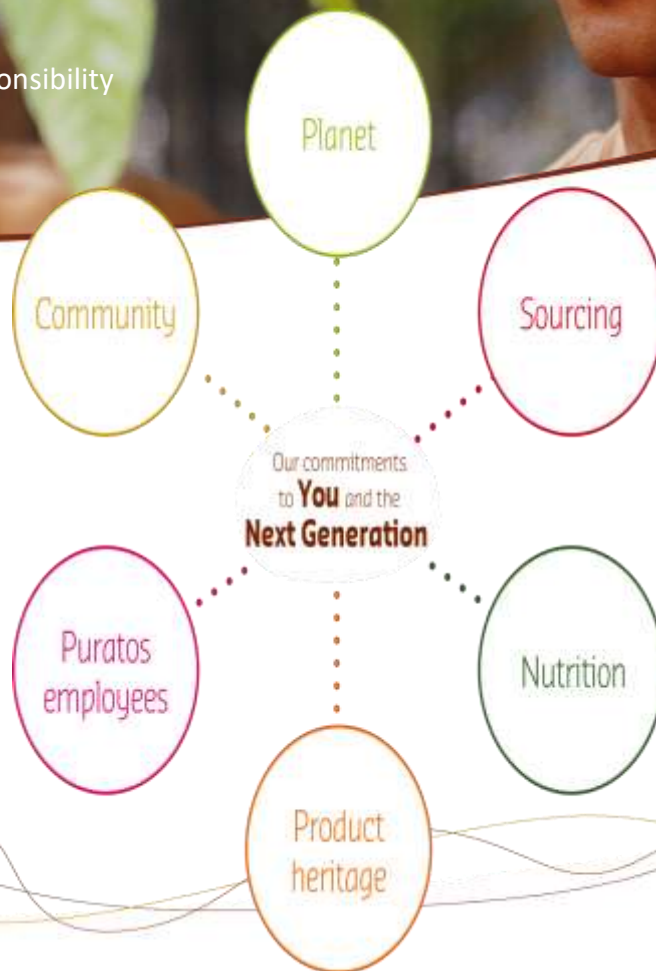 onsibility
Planet
Community
Sourcing
Our commitments
to You and the
Next Generation
Puratos
employees
Nutrition
Product
heritage